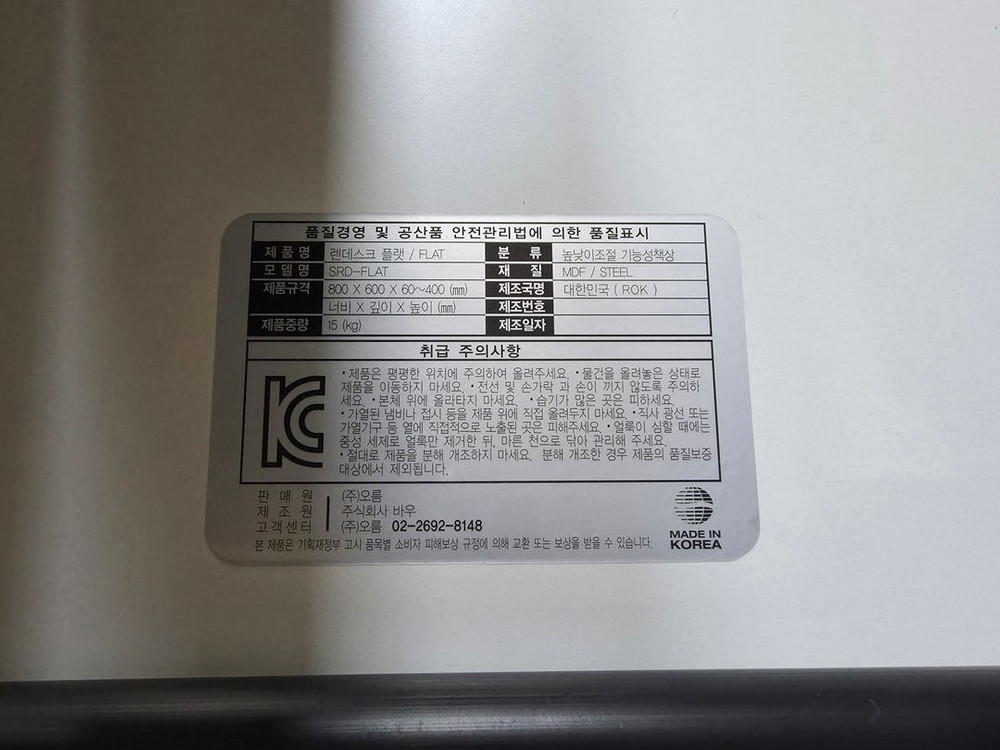 품질경영 및 공산품 안전관리법에 의한 품질표시
제 품 명 렌데스크 플랫 / FLAT 분 류 높낮이조절 기능성책상
모 델 명 SRD-FLAT 재 질 MDF / STEEL
제품규격 800 X 600 X 60~400 (mm) 제조국명 대한민국 ( ROK )
너비 X 깊이 X 높이 (mm) 제조번호
제품중량 15 (kg) 제조일자
취급 주의사항
• 제품은 평평한 위치에 주의하여 올려주세요. • 물건을 올려놓은 상태로
제품을 이동하지 마세요. • 전선 및 손가락 과 손이 끼지 않도록 주의하
세요. • 본체 위에 올라타지 마세요. • 습기가 많은 곳은 피하세요.
• 가열된 냄비나 접시 등을 제품 위에 직접 올려두지 마세요. • 직사 광선 또는
가열기구 등 열에 직접적으로 노출된 곳은 피해주세요. • 얼룩이 심할 때에는
중성 세제로 얼룩만 제거한 뒤, 마른 천으로 닦아 관리해 주세요.
• 절대로 제품을 분해 개조하지 마세요. 분해 개조한 경우 제품의 품질보증
대상에서 제외됩니다.
판 매 원 (주)오름
제 조 원 주식회사 바우
고객센터 (주)오름 02-2692-8148
본 제품은 기획재정부 고시 품목별 소비자 피해보상 규정에 의해 교환 또는 보상을 받을 수 있습니다.
MADE IN
KOREA